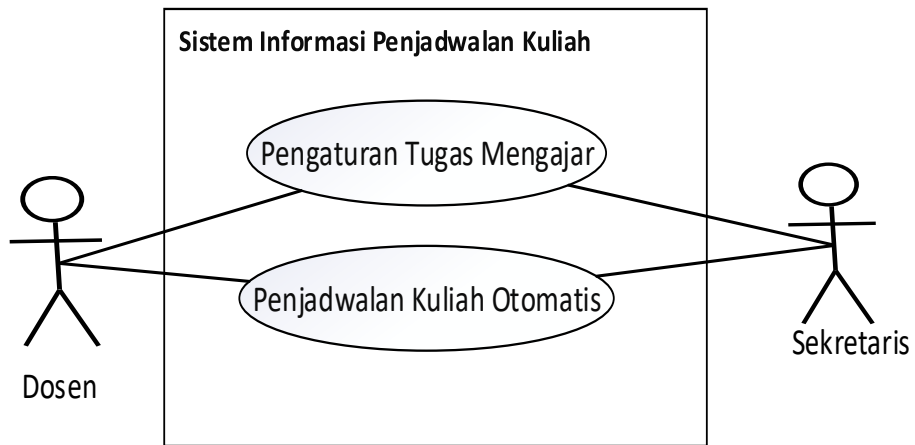 Sistem Informasi Penjadwalan Kuliah
Pengaturan Tugas Mengajar
Penjadwalan Kuliah Otomatis
Dosen
Sekretaris